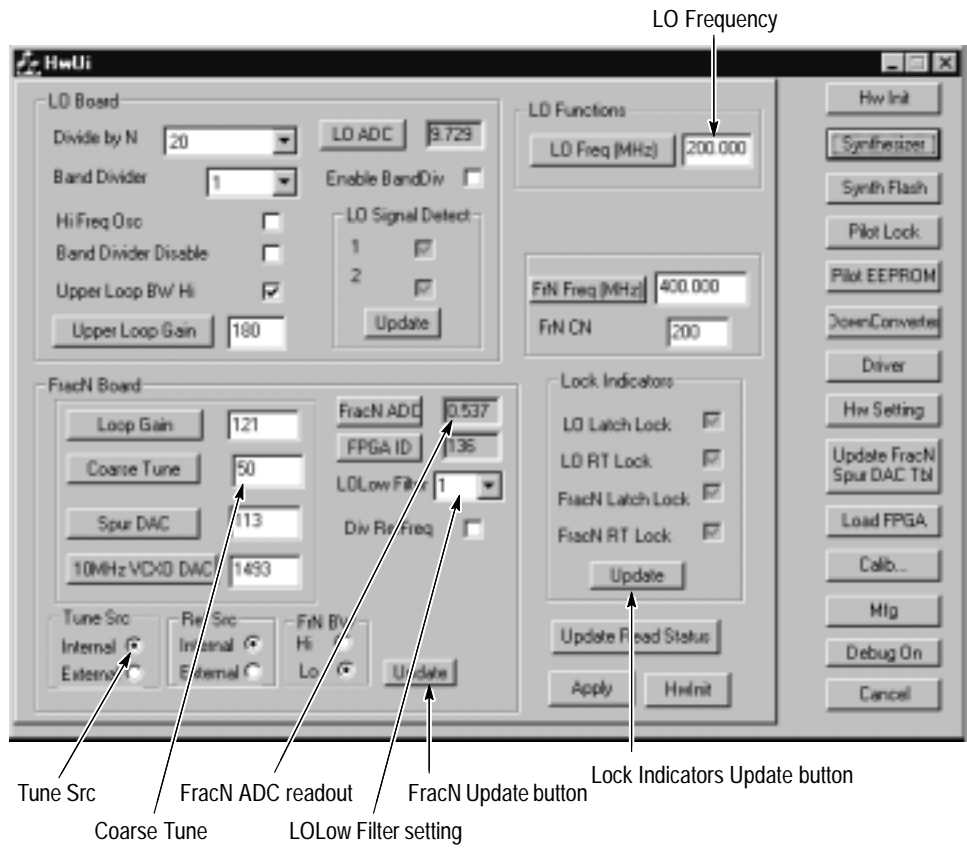 LO Frequency
HwUi
LO Board
Divide by N 20
LO ADC 9.729
Band Divider 1
Enable BandDiv
Hi Freq Osc
Band Divider Disable
Upper Loop BW Hi
Upper Loop Gain 180
LO Signal Detect
1
2
Update
LO Functions
LO Freq (MHz) 200.000
FrN Freq (MHz) 400.000
FrN CN 200
FracN Board
Loop Gain 121
Coarse Tune 50
Spur DAC 113
10MHz VCXO DAC 1493
FracN ADC 0.537
FPGA ID 136
LOLow Filter 1
Div Re Freq
Tune Src
Internal
External
Re Src
Internal
External
FrN BW
Hi
Lo
Update
Lock Indicators
LO Latch Lock
LO RT Lock
FracN Latch Lock
FracN RT Lock
Update
Update Read Status
Apply
HwInit
Hw Init
Synthesizer
Synth Flash
Pilot Lock
Pilot EEPROM
DownConverter
Driver
Hw Setting
Update FracN
Spur DAC Tbl
Load FPGA
Calib...
Mfg
Debug On
Cancel
Tune Src
Coarse Tune
FracN ADC readout
LOLow Filter setting
FracN Update button
Lock Indicators Update button